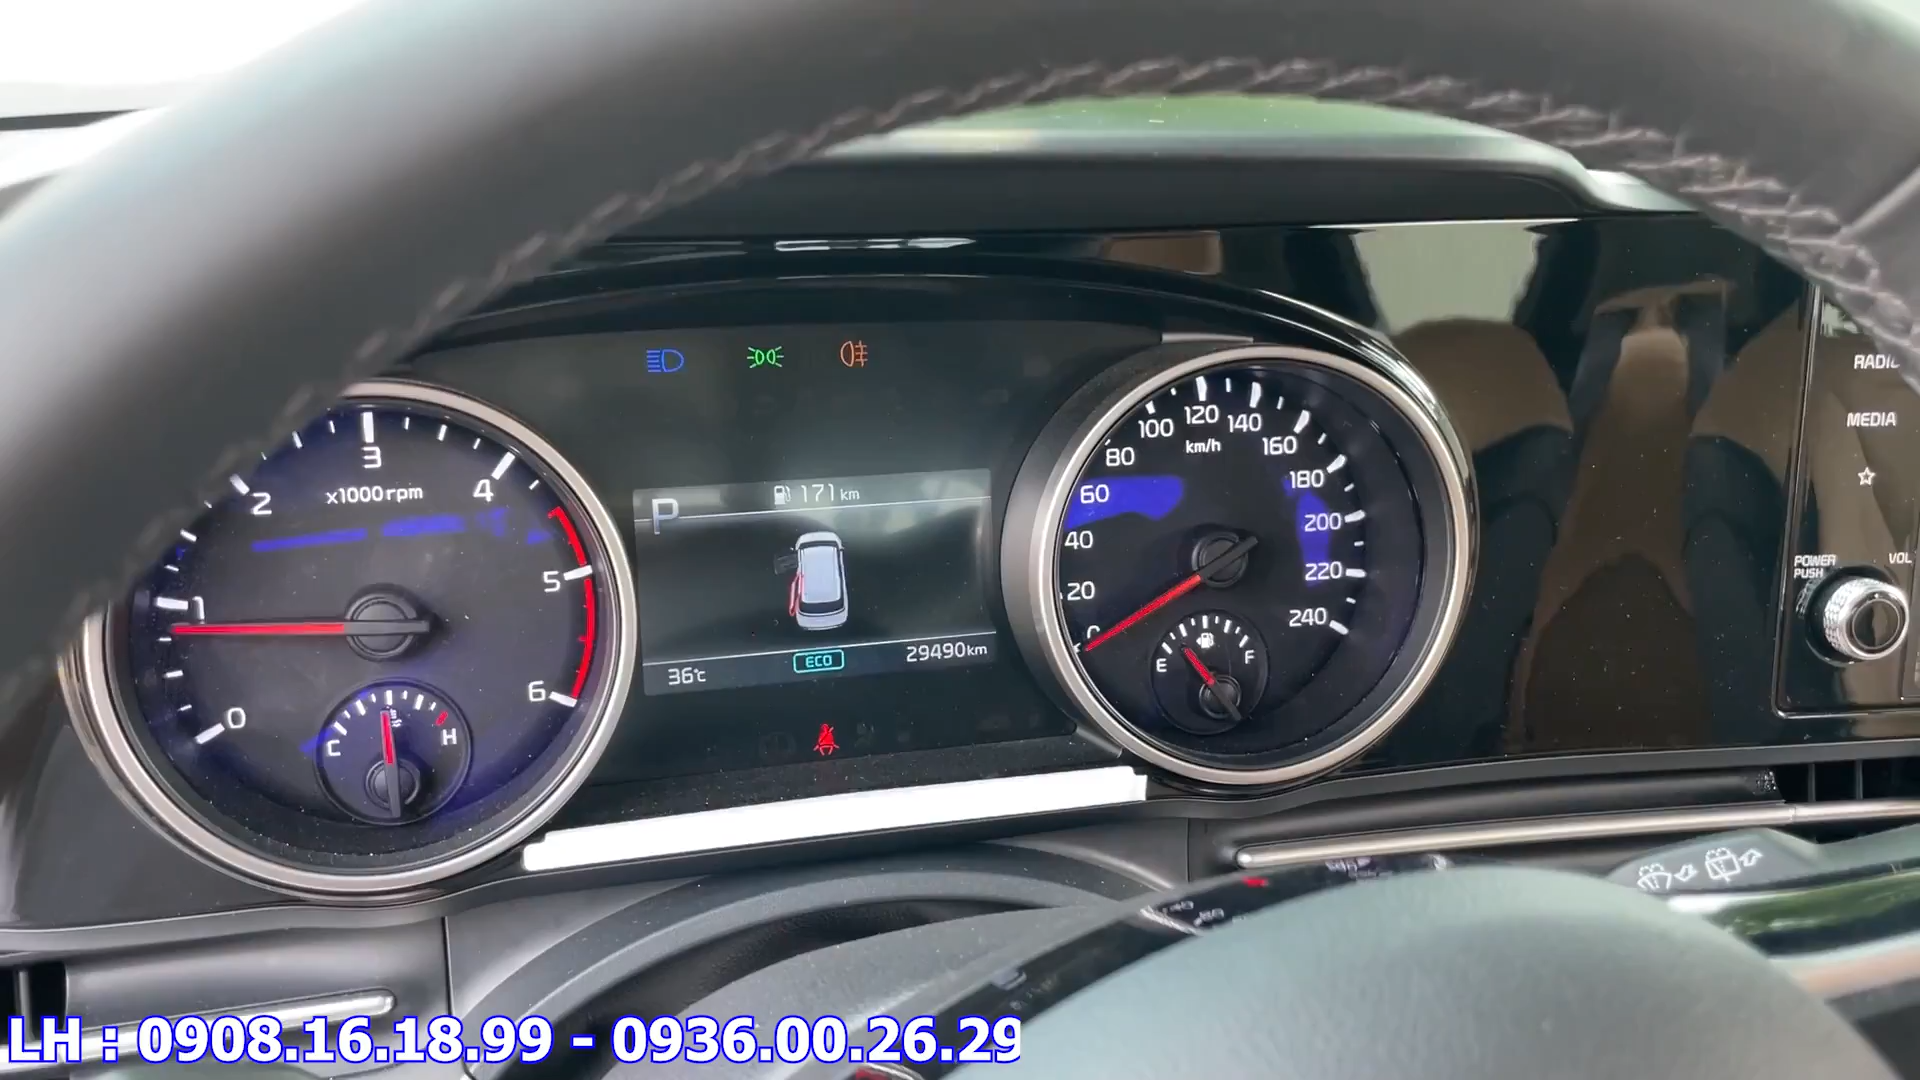 RADIO
MEDIA
POWER
PUSH
VOL
0
1
2
3
4
5
6
x1000rpm
C
H
P
171 km
36°c
ECO
29490km
0
20
40
60
80
100
120
140
160
180
200
220
240
km/h
E
F
LH : 0908.16.18.99 - 0936.00.26.29